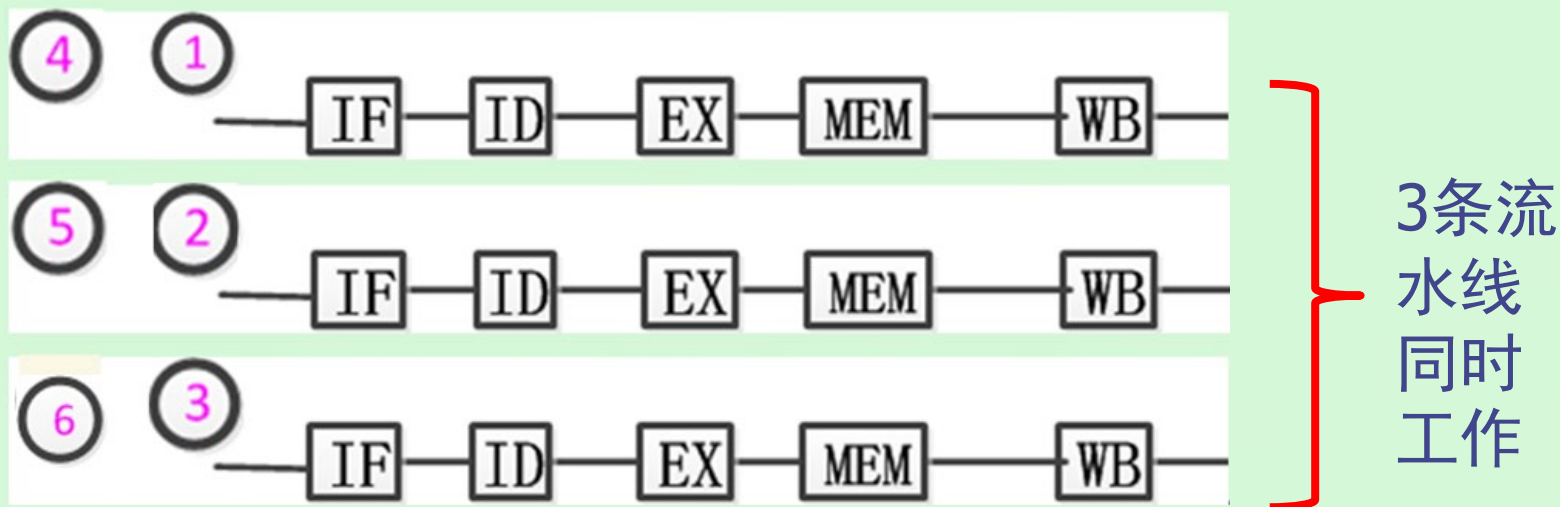 4 1
IF ID EX MEM WB
5 2
IF ID EX MEM WB
6 3
IF ID EX MEM WB
3条流
水线
同时
工作